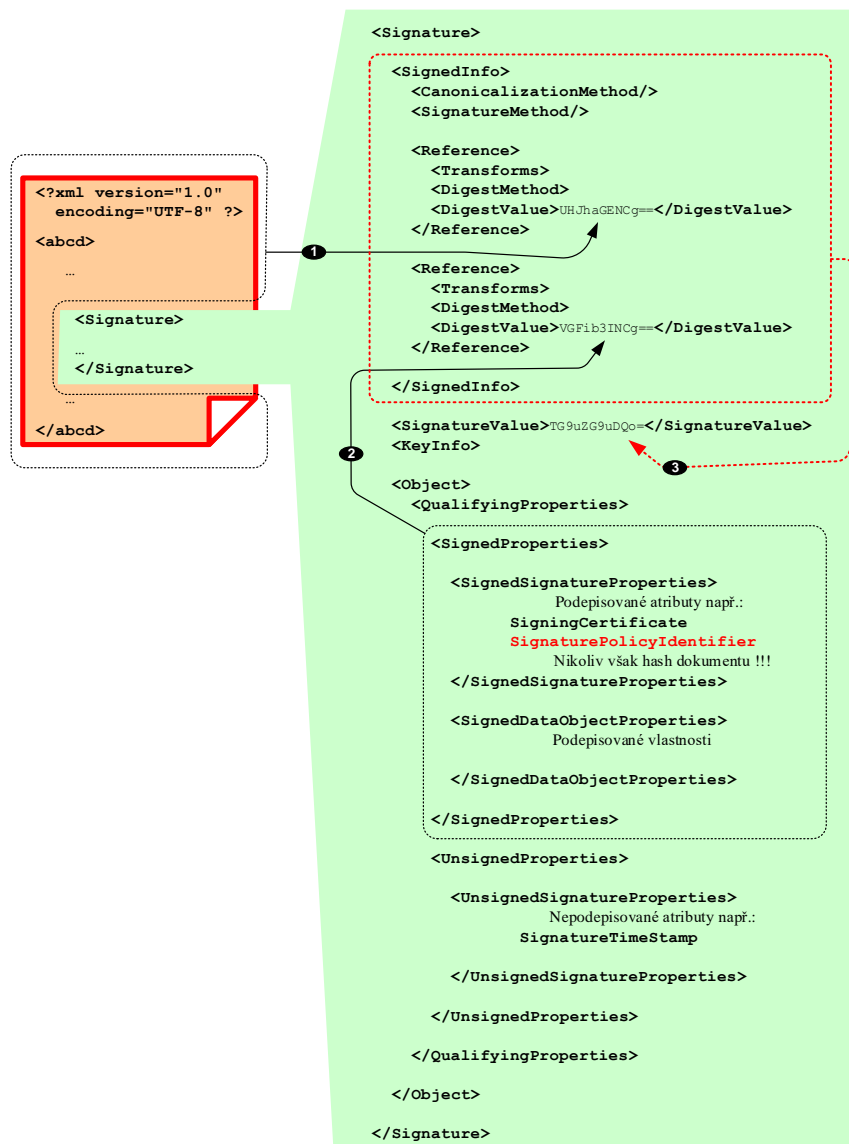 <?xml version="1.0"
encoding="UTF-8" ?>
<abcd>
…
<Signature>
…
</Signature>
…
</abcd>
1
2
3
<Signature>
<SignedInfo>
<CanonicalizationMethod/>
<SignatureMethod/>
<Reference>
<Transforms>
<DigestMethod>
<DigestValue>UHJhaGENCg==</DigestValue>
</Reference>
<Reference>
<Transforms>
<DigestMethod>
<DigestValue>VGFib3INCg==</DigestValue>
</Reference>
</SignedInfo>
<SignatureValue>TG9uZG9uDQo=</SignatureValue>
<KeyInfo>
<Object>
<QualifyingProperties>
<SignedProperties>
<SignedSignatureProperties>
Podepisované atributy např.:
SigningCertificate
SignaturePolicyIdentifier
Nikoliv však hash dokumentu !!!
</SignedSignatureProperties>
<SignedDataObjectProperties>
Podepisované vlastnosti
</SignedDataObjectProperties>
</SignedProperties>
<UnsignedProperties>
<UnsignedSignatureProperties>
Nepodepisované atributy např.:
SignatureTimeStamp
</UnsignedSignatureProperties>
</UnsignedProperties>
</QualifyingProperties>
</Object>
</Signature>